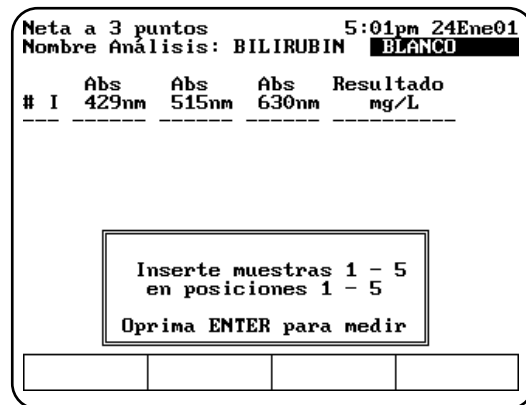 Neta a 3 puntos 5:01pm 24Ene01
Nombre Análisis: BILIRUBIN BLANCO
Abs Abs Abs Resultado
# I 429nm 515nm 630nm mg/L
Inserte muestras 1 - 5
en posiciones 1 - 5
Oprima ENTER para medir